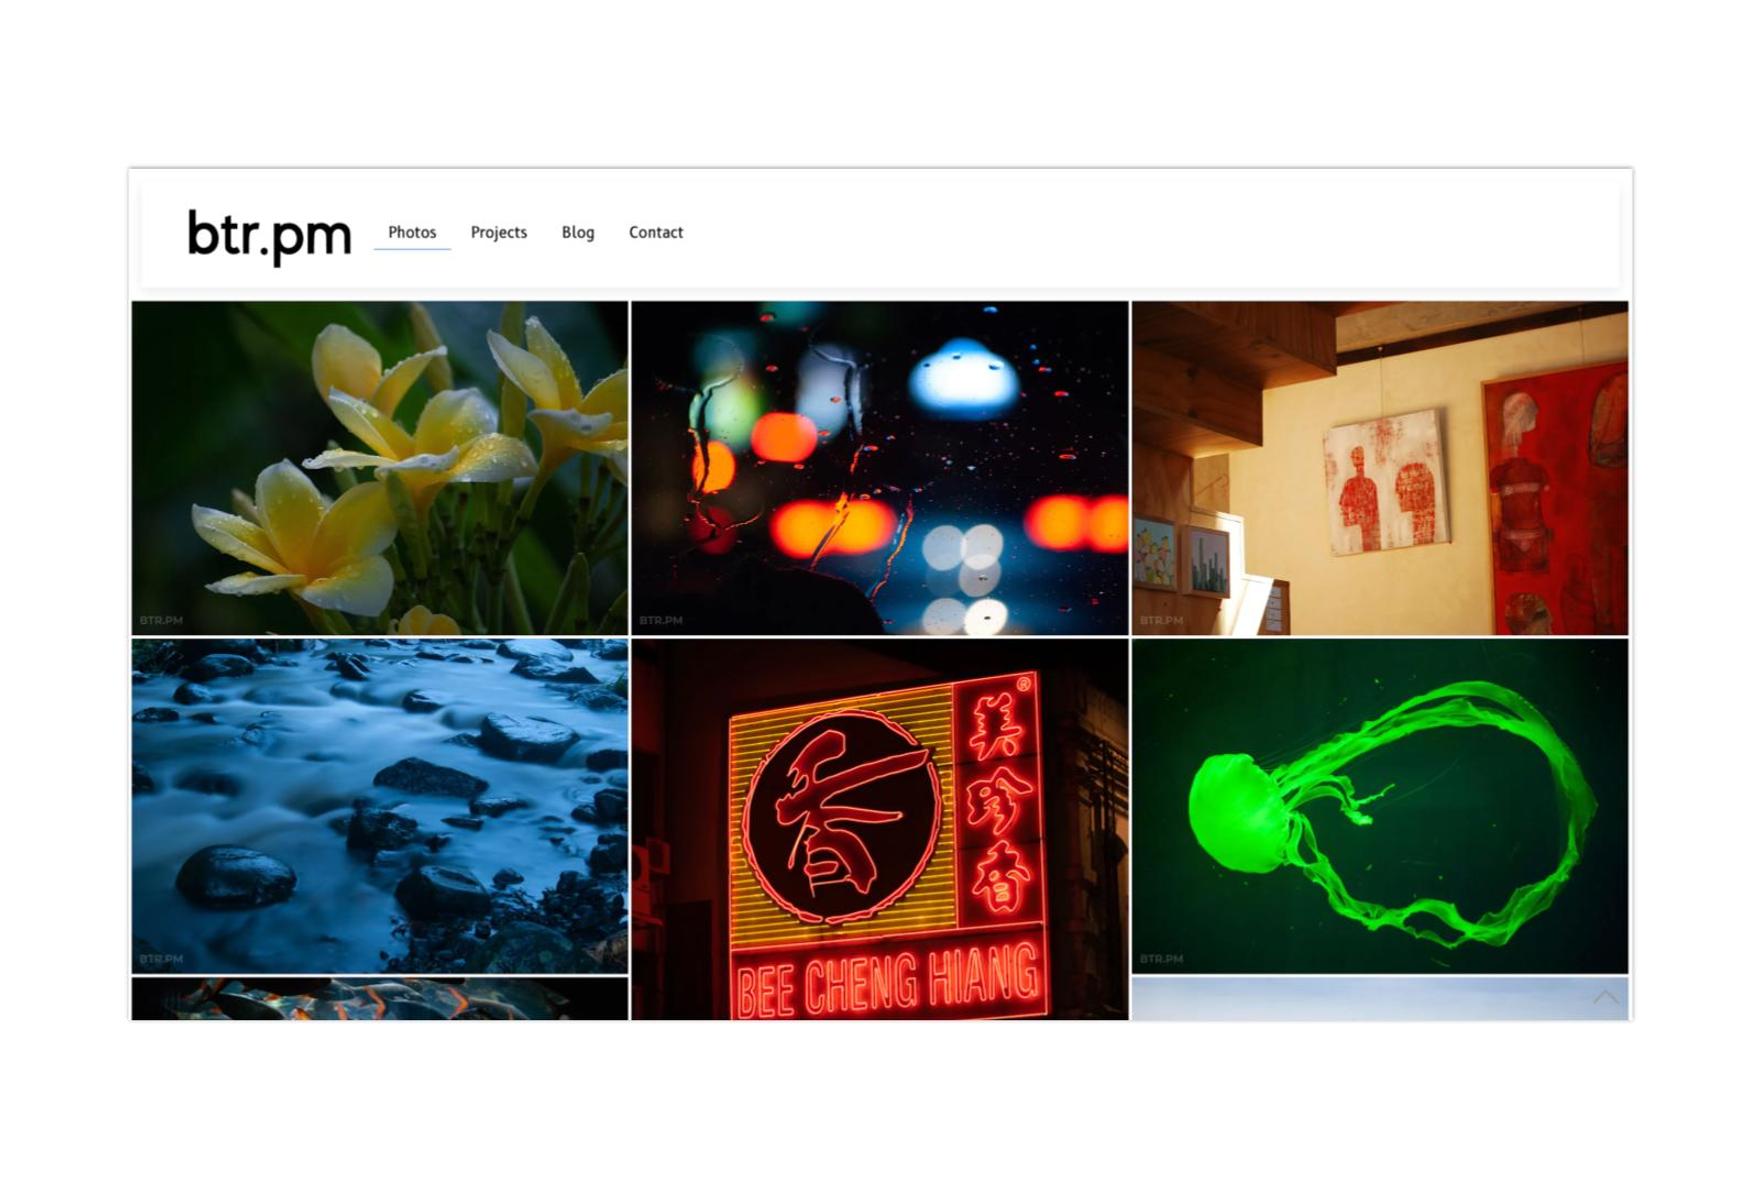 btr.pm
Photos
Projects
Blog
Contact
BTR.PM
BTR.PM
BTR.PM
BTR.PM
香
美珍香
®
BEE CHENG HIANG
BTR.PM